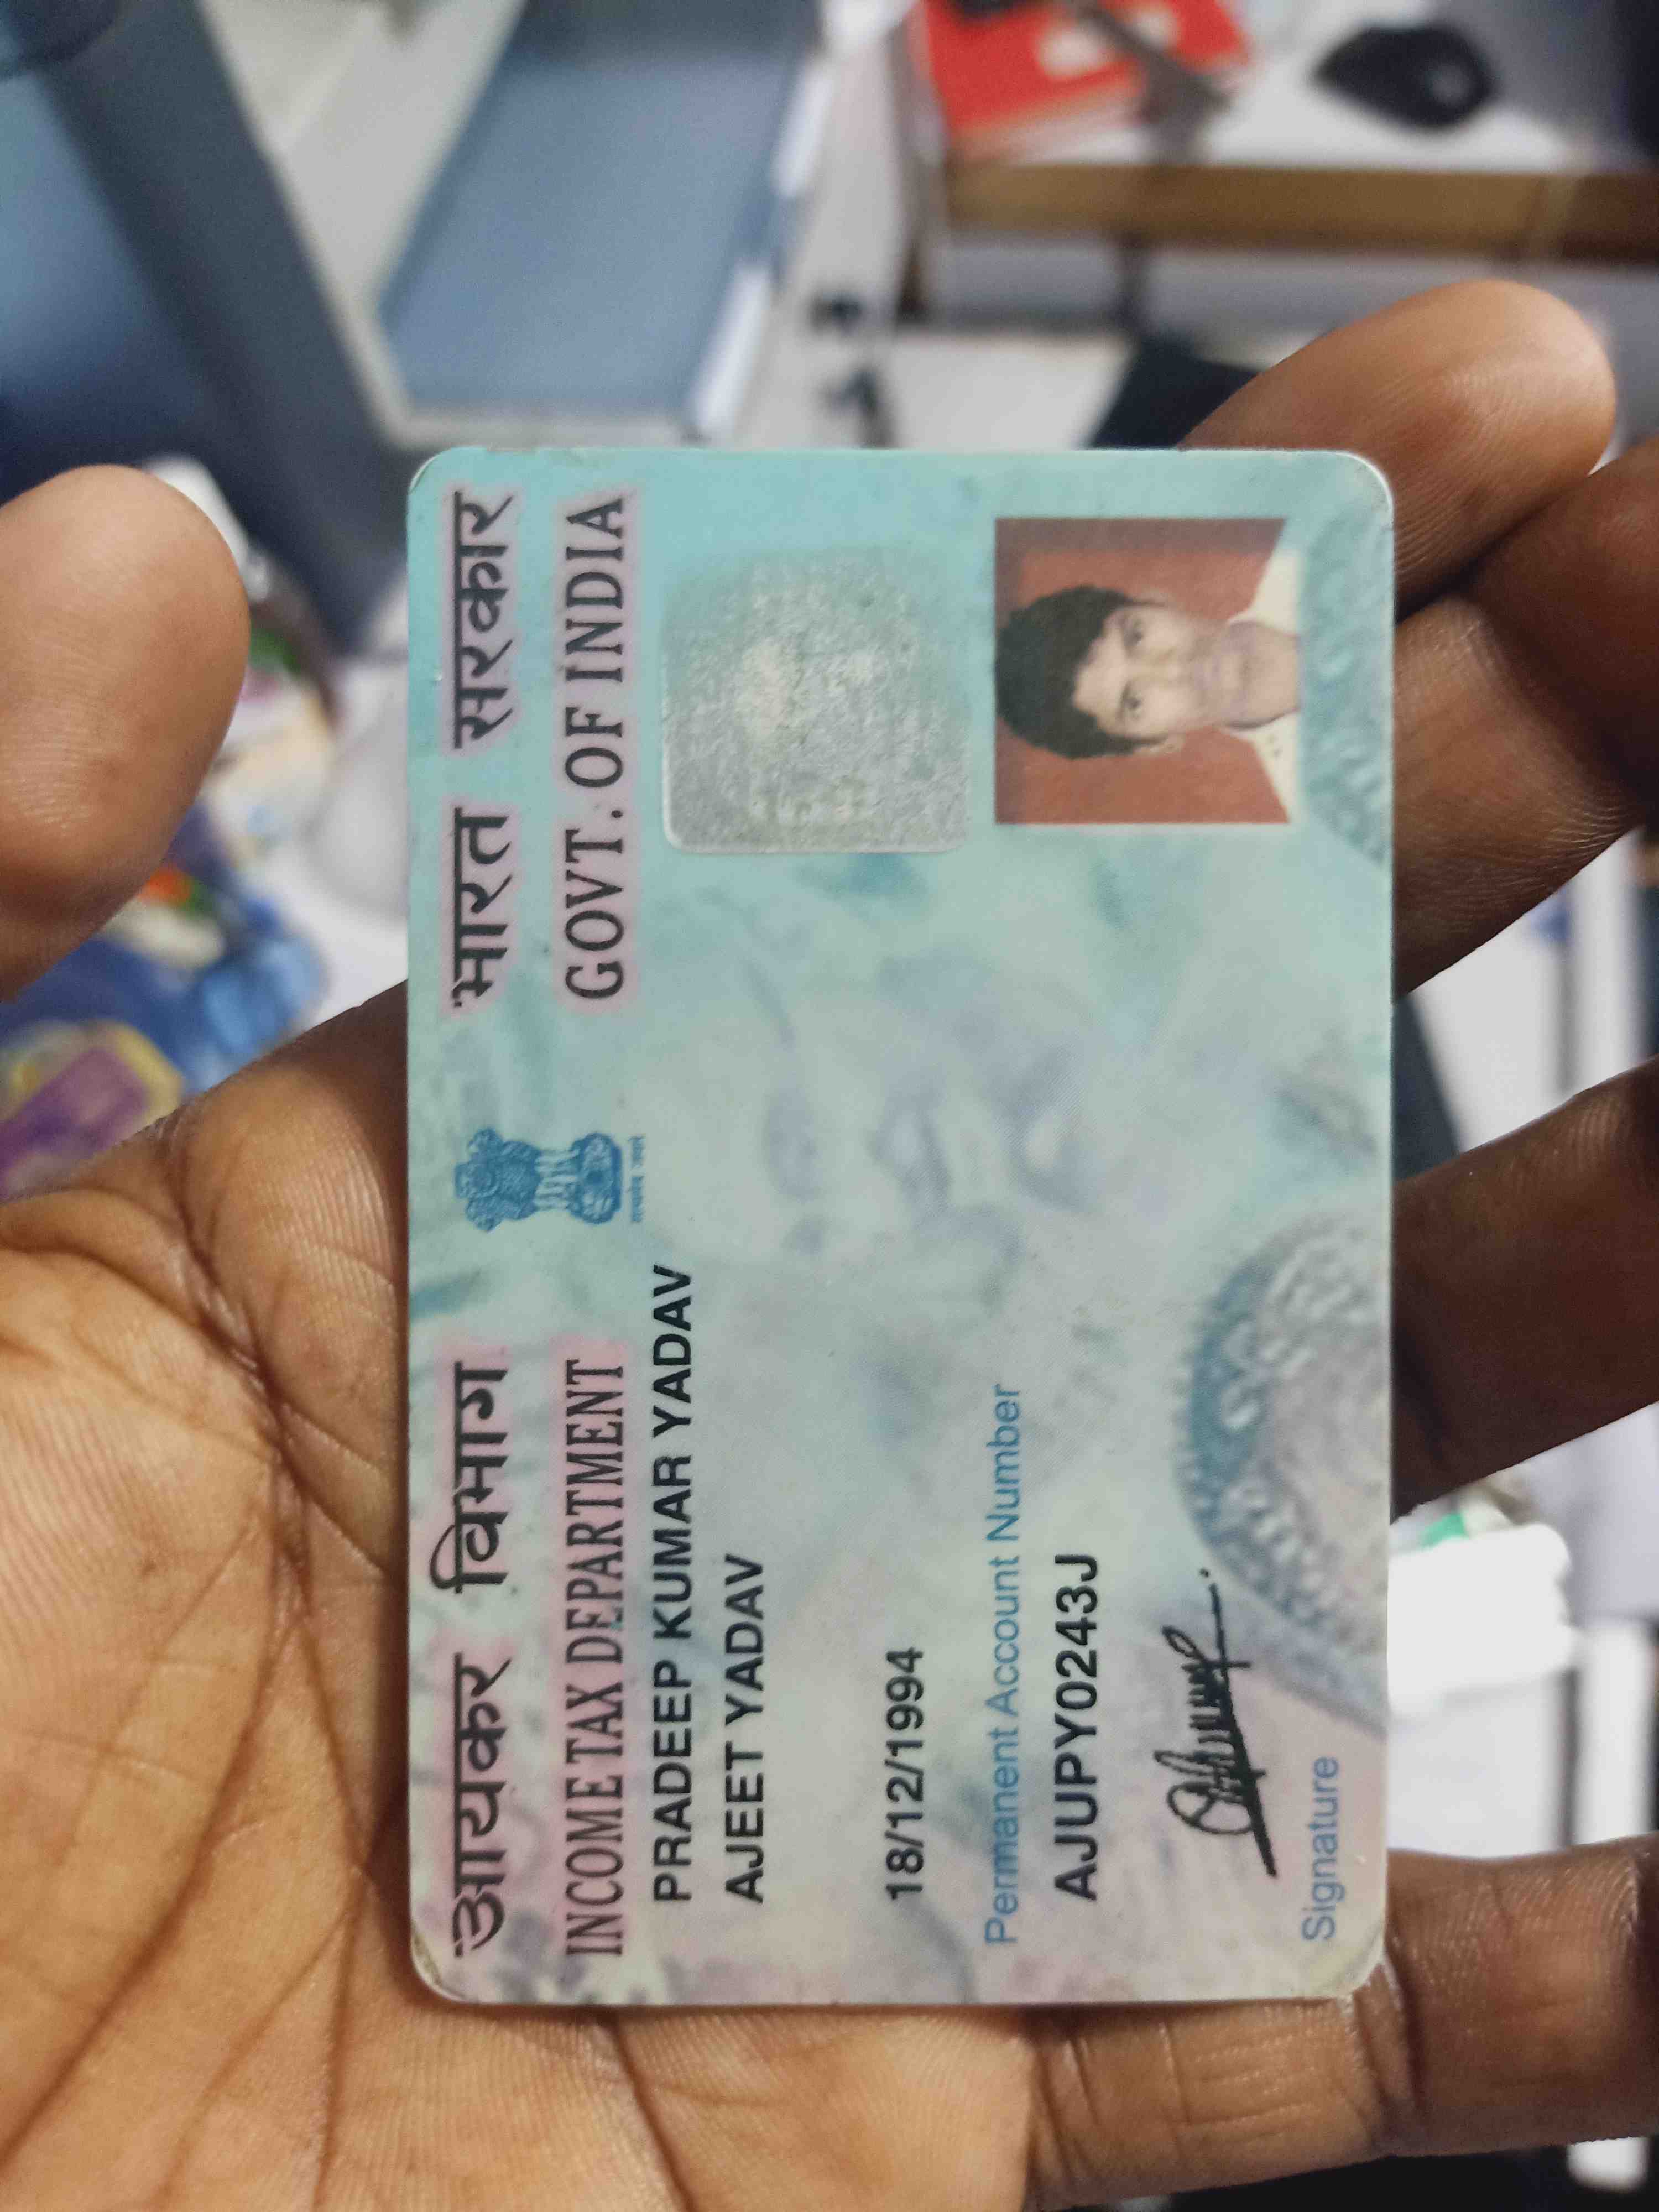 आयकर विभाग
INCOME TAX DEPARTMENT
भारत सरकार
GOVT. OF INDIA
सत्यमेव जयते
PRADEEP KUMAR YADAV
AJEET YADAV
18/12/1994
Permanent Account Number
AJUPY0243J
Signature